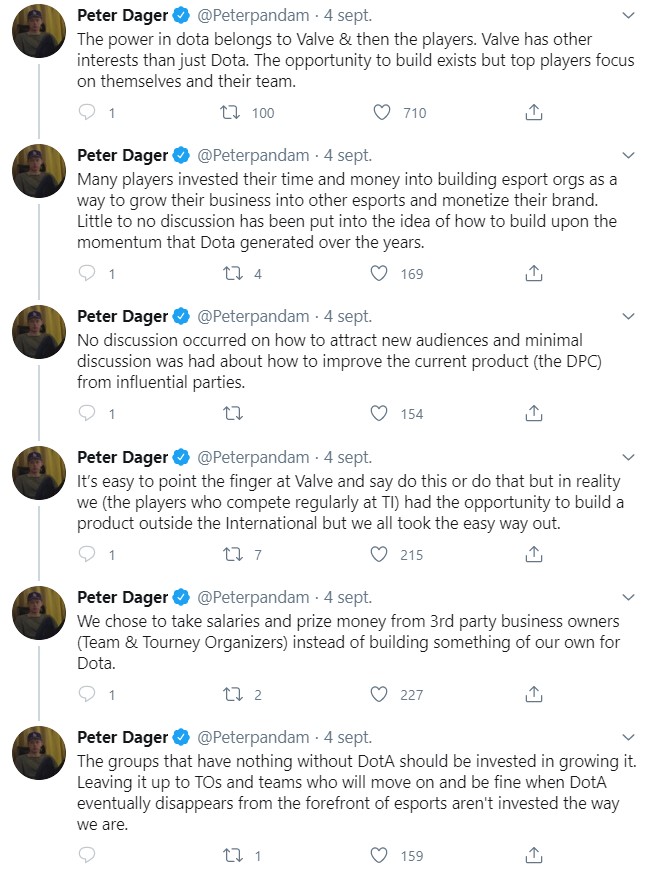 Peter Dager @Peterpandam · 4 sept.
The power in dota belongs to Valve & then the players. Valve has other
interests than just Dota. The opportunity to build exists but top players focus
on themselves and their team.
1 100 710
Peter Dager @Peterpandam · 4 sept.
Many players invested their time and money into building esport orgs as a
way to grow their business into other esports and monetize their brand.
Little to no discussion has been put into the idea of how to build upon the
momentum that Dota generated over the years.
1 4 169
Peter Dager @Peterpandam · 4 sept.
No discussion occurred on how to attract new audiences and minimal
discussion was had about how to improve the current product (the DPC)
from influential parties.
1 154
Peter Dager @Peterpandam · 4 sept.
It’s easy to point the finger at Valve and say do this or do that but in reality
we (the players who compete regularly at TI) had the opportunity to build a
product outside the International but we all took the easy way out.
1 7 215
Peter Dager @Peterpandam · 4 sept.
We chose to take salaries and prize money from 3rd party business owners
(Team & Tourney Organizers) instead of building something of our own for
Dota.
1 2 227
Peter Dager @Peterpandam · 4 sept.
The groups that have nothing without DotA should be invested in growing it.
Leaving it up to TOs and teams who will move on and be fine when DotA
eventually disappears from the forefront of esports aren't invested the way
we are.
1 159